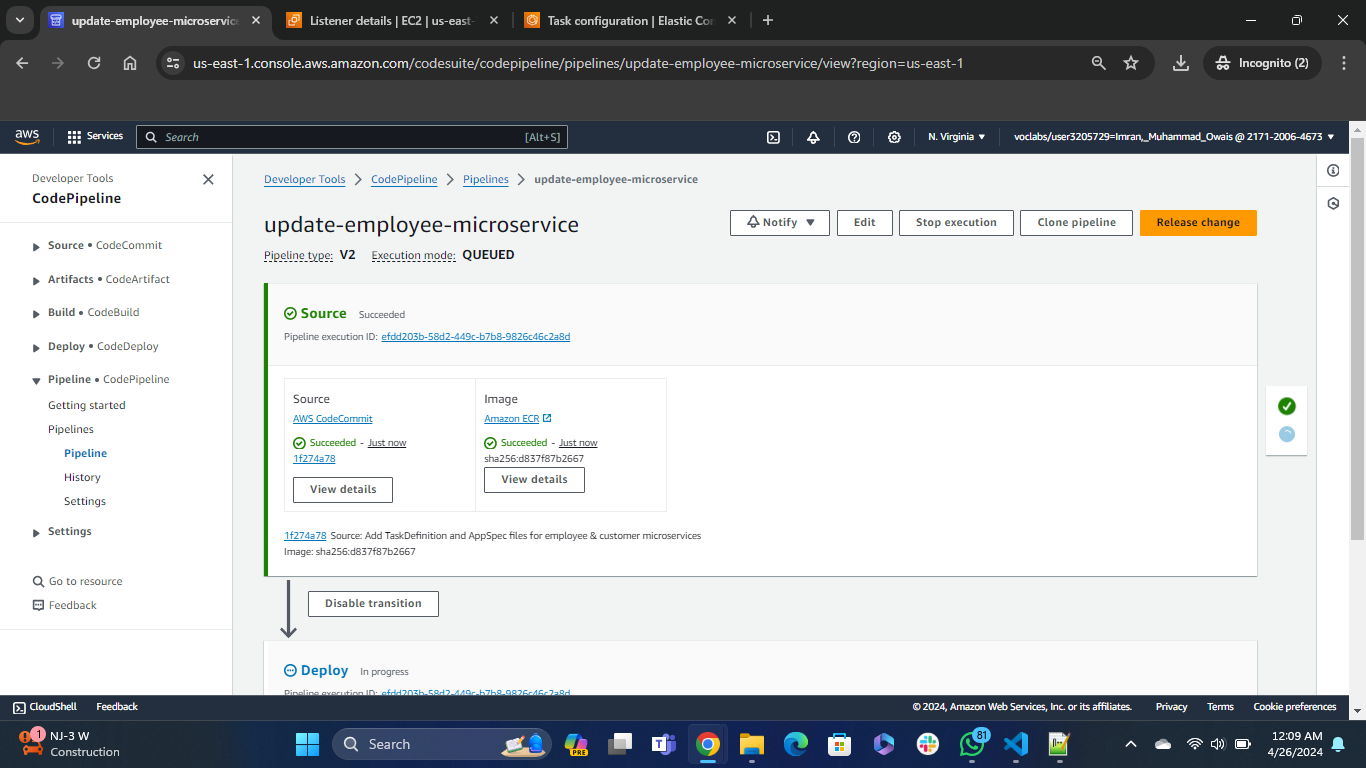 update-employee-microservice
Listener details | EC2 | us-east-
Task configuration | Elastic Con
us-east-1.console.aws.amazon.com/codesuite/codepipeline/pipelines/update-employee-microservice/view?region=us-east-1
Incognito (2)
aws
Services
Search
[Alt+S]
N. Virginia
voclabs/user3205729=Imran,_Muhammad_Owais @ 2171-2006-4673
Developer Tools
CodePipeline
Source • CodeCommit
Artifacts • CodeArtifact
Build • CodeBuild
Deploy • CodeDeploy
Pipeline • CodePipeline
Getting started
Pipelines
Pipeline
History
Settings
Settings
Go to resource
Feedback
Developer Tools
CodePipeline
Pipelines
update-employee-microservice
update-employee-microservice
Notify
Edit
Stop execution
Clone pipeline
Release change
Pipeline type: V2
Execution mode: QUEUED
Source
Succeeded
Pipeline execution ID: efdd203b-58d2-449c-b7b8-9826c46c2a8d
Source
AWS CodeCommit
Succeeded - Just now
1f274a78
View details
Image
Amazon ECR
Succeeded - Just now
sha256:d837f87b2667
View details
1f274a78 Source: Add TaskDefinition and AppSpec files for employee & customer microservices
Image: sha256:d837f87b2667
Disable transition
Deploy
In progress
Pipeline execution ID: efdd203b-58d2-449c-b7b8-9826c46c2a8d
CloudShell
Feedback
© 2024, Amazon Web Services, Inc. or its affiliates.
Privacy
Terms
Cookie preferences
1
NJ-3 W
Construction
Search
PRE
81
12:09 AM
4/26/2024